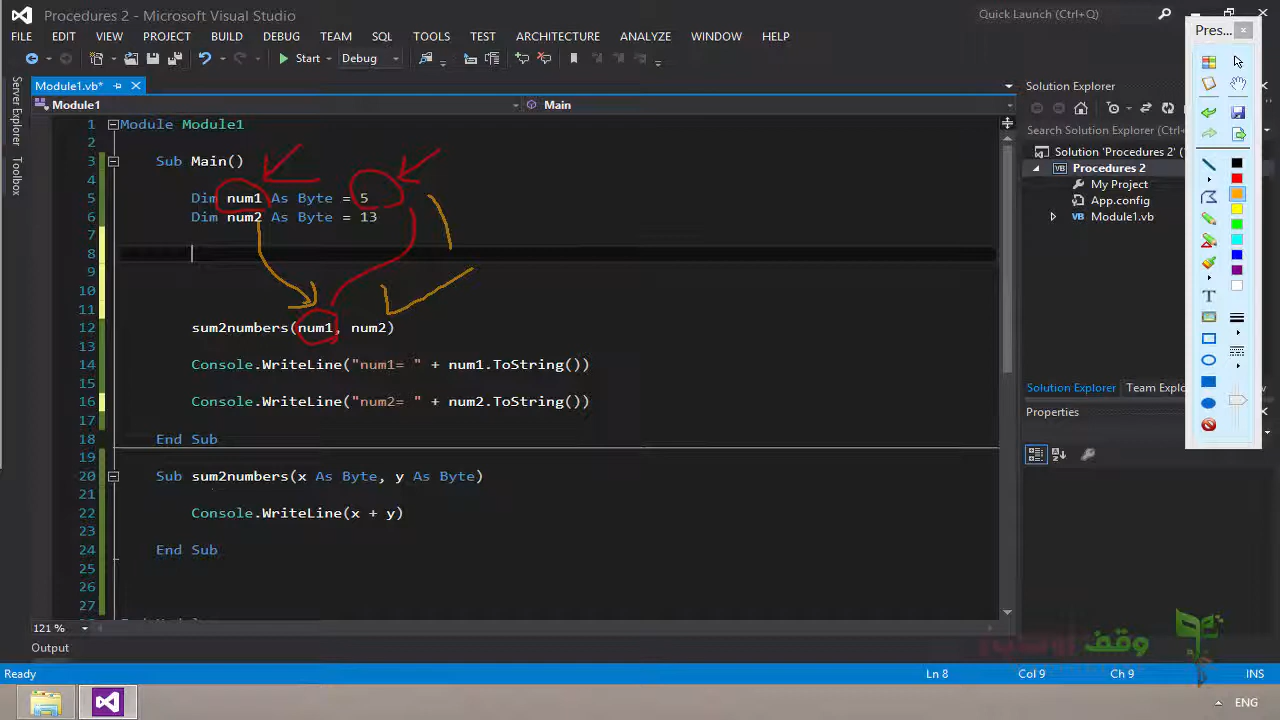 Procedures 2 - Microsoft Visual Studio
Quick Launch (Ctrl+Q)
FILE EDIT VIEW PROJECT BUILD DEBUG TEAM SQL TOOLS TEST ARCHITECTURE ANALYZE WINDOW HELP
Start Debug
Module1.vb*
Module1 Main
1 Module Module1
2
3 Sub Main()
4
5 Dim num1 As Byte = 5
6 Dim num2 As Byte = 13
7
8
9
10
11
12 sum2numbers(num1, num2)
13
14 Console.WriteLine("num1= " + num1.ToString())
15
16 Console.WriteLine("num2= " + num2.ToString())
17
18 End Sub
19
20 Sub sum2numbers(x As Byte, y As Byte)
21
22 Console.WriteLine(x + y)
23
24 End Sub
25
26
27
121 %
Output
Ready Ln 8 Col 9 Ch 9 INS
Server Explorer
Toolbox
Solution Explorer
Search Solution Explorer (Ctrl+
Solution 'Procedures 2' (
Procedures 2
My Project
App.config
Module1.vb
Solution Explorer Team Explo
Properties
Pres...
T
وقف
ENG